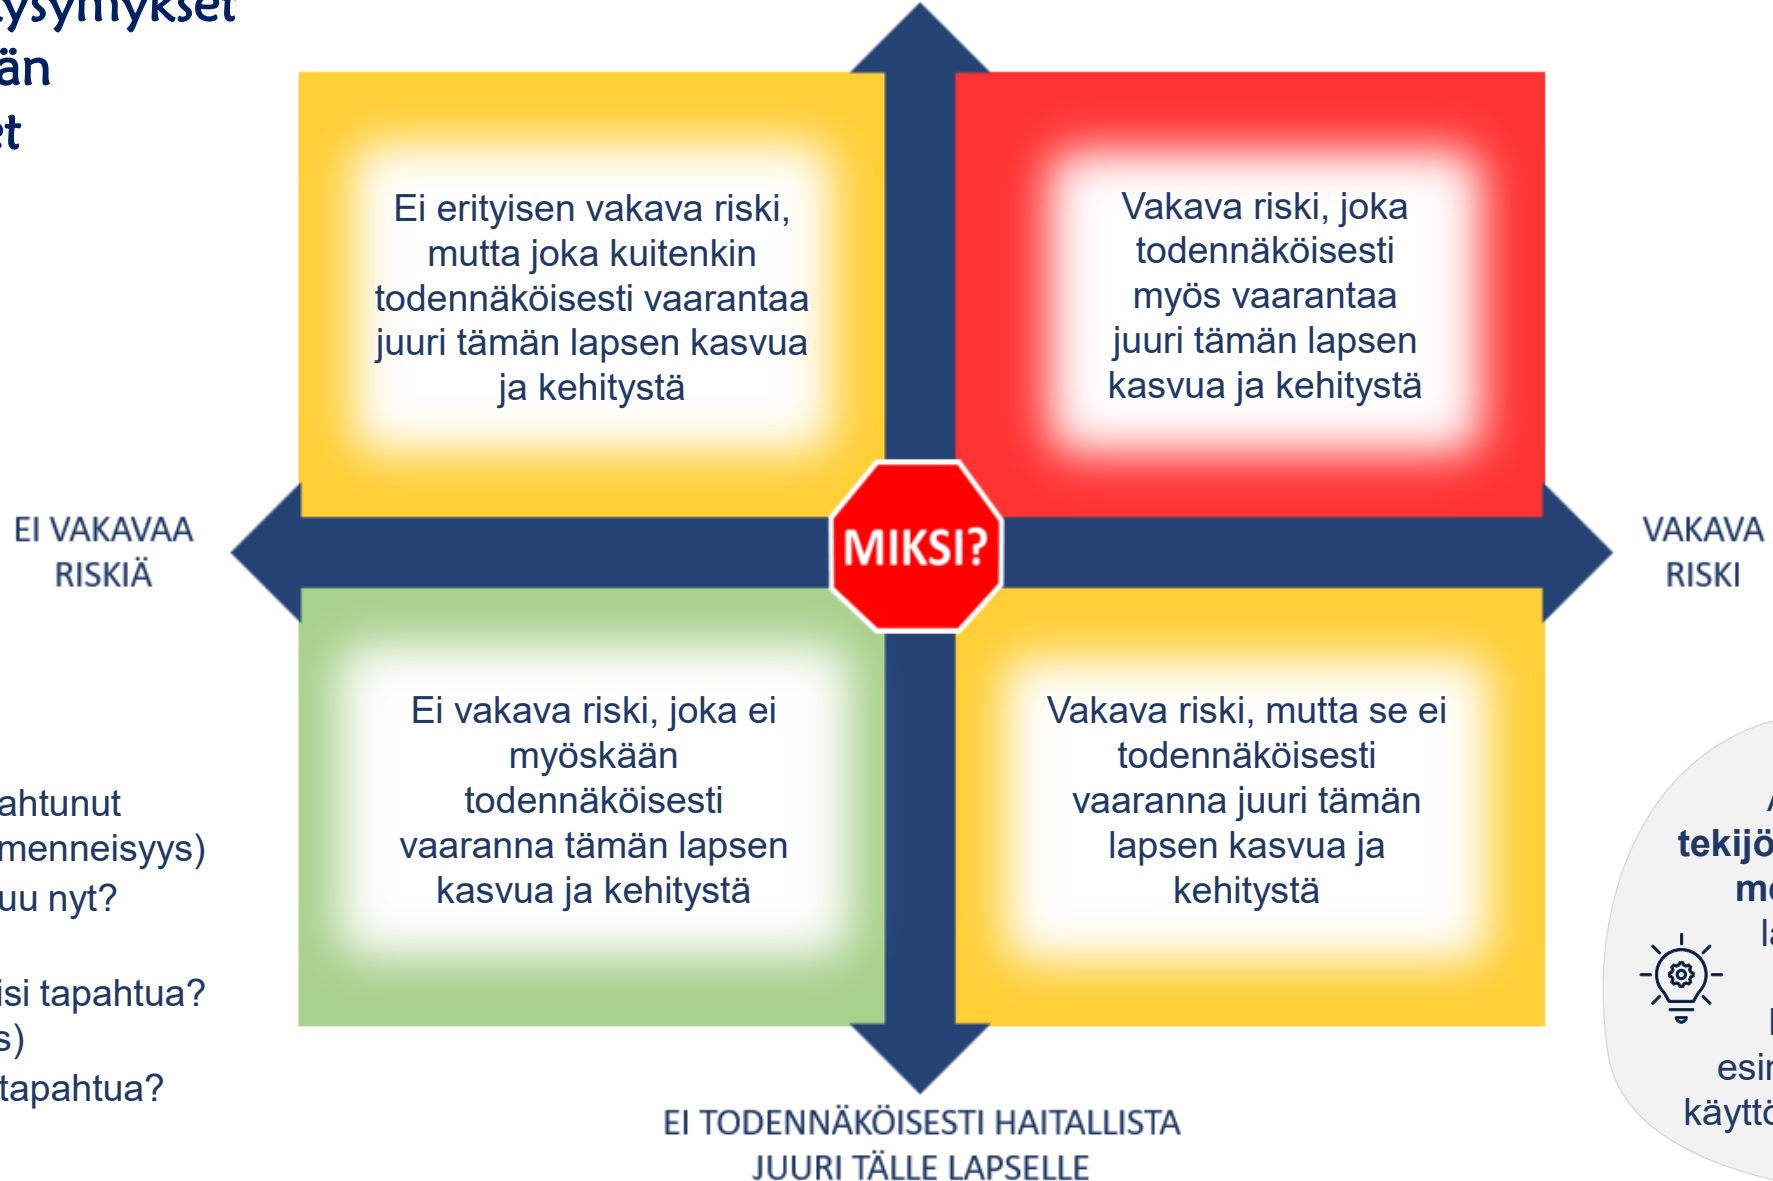 än
et
Ei erityisen vakava riski,
mutta joka kuitenkin
todennäköisesti vaarantaa
juuri tämän lapsen kasvua
ja kehitystä
Vakava riski, joka
todennäköisesti
myös vaarantaa
juuri tämän lapsen
kasvua ja kehitystä
EI VAKAVAA
RISKIÄ
MIKSI?
VAKAVA
RISKI
Ei vakava riski, joka ei
myöskään
todennäköisesti
vaaranna tämän lapsen
kasvua ja kehitystä
Vakava riski, mutta se ei
todennäköisesti
vaaranna juuri tämän
lapsen kasvua ja
kehitystä
ahtunut
menneisyys)
uu nyt?
isi tapahtua?
s)
tapahtua?
EI TODENNÄKÖISESTI HAITALLISTA
JUURI TÄLLE LAPSELLE
tekijö
la
esin
käyttö